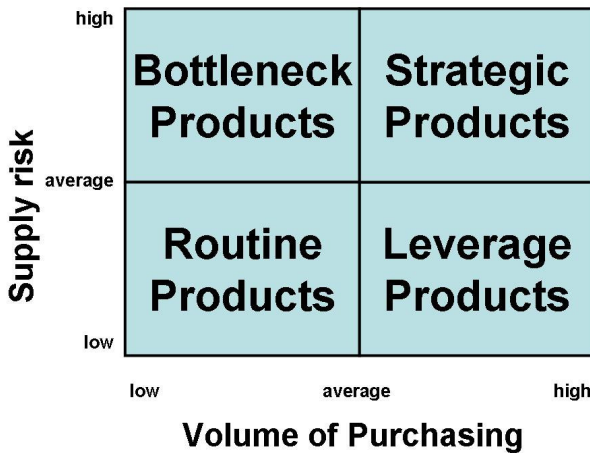 high
Bottleneck
Products
Strategic
Products
Supply risk
average
Routine
Products
Leverage
Products
low
low
average
high
Volume of Purchasing